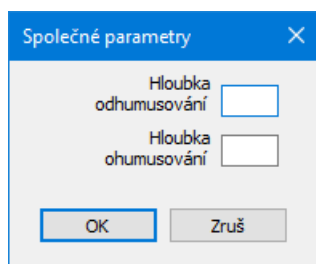 Společné parametry
Hloubka
odhumusování
Hloubka
ohumusování
OK Zruš